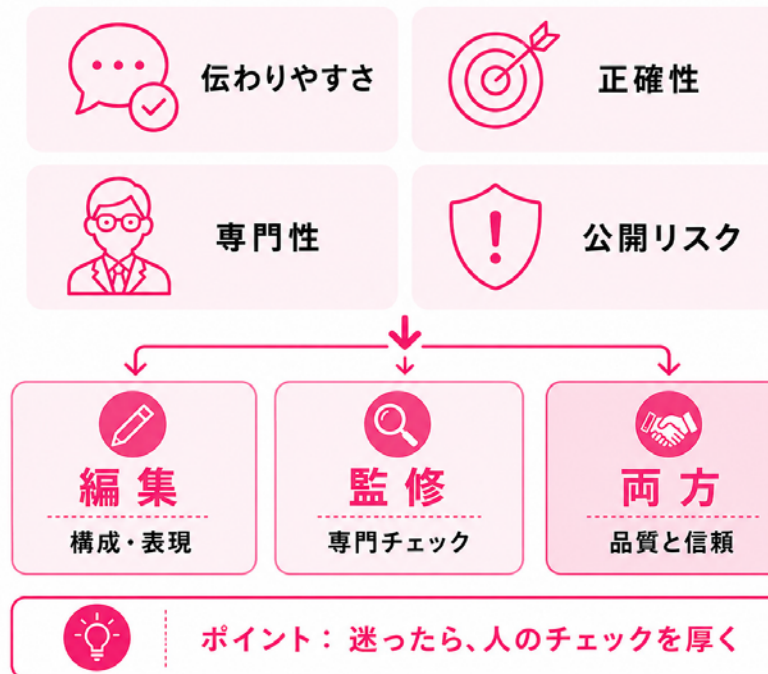 伝わりやすさ
正確性
専門性
公開リスク
編集
構成・表現
監修
専門チェック
両方
品質と信頼
ポイント： 迷ったら、人のチェックを厚く